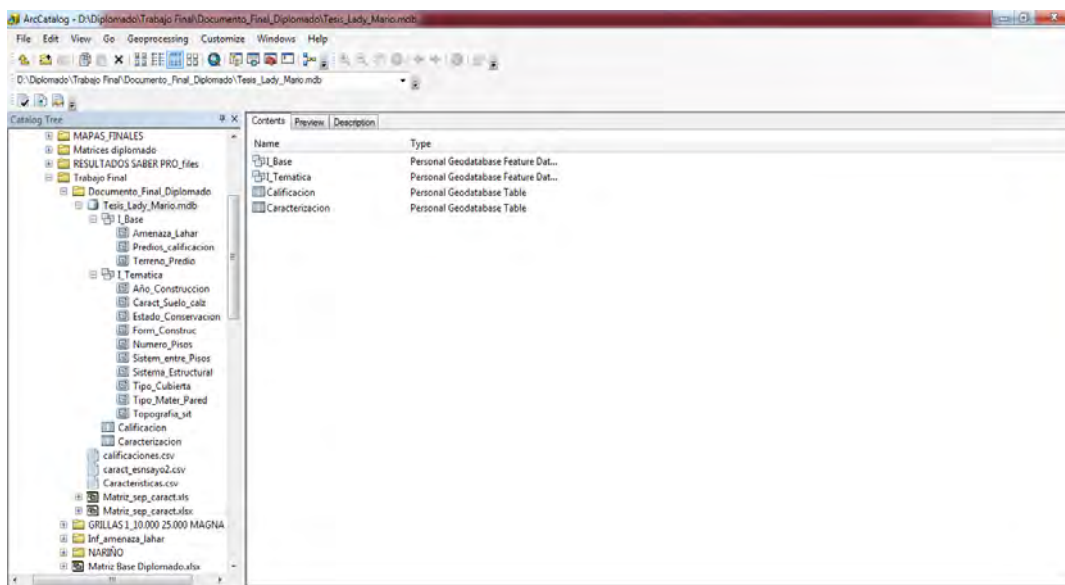 ArcCatalog - D:\Diplomado\Trabajo Final\Documento_Final_Diplomado\Tesis_Lady_Mario.mdb
File Edit View Go Geoprocessing Customize Windows Help
D:\Diplomado\Trabajo Final\Documento_Final_Diplomado\Tesis_Lady_Mario.mdb
Catalog Tree
MAPAS_FINALES
Matrices diplomado
RESULTADOS SABER PRO_files
Trabajo Final
Documento_Final_Diplomado
Tesis_Lady_Mario.mdb
I_Base
Amenaza_Lahar
Predios_calificacion
Terreno_Predio
I_Tematica
Año_Construccion
Caract_Suelo_calz
Estado_Conservacion
Form_Construc
Numero_Pisos
Sistem_entre_Pisos
Sistema_Estructural
Tipo_Cubierta
Tipo_Mater_Pared
Topografia_sit
Calificacion
Caracterizacion
calificaciones.csv
caract_esnsayo2.csv
Caracteristicas.csv
Matriz_sep_caract.xls
Matriz_sep_caract.xlsx
GRILLAS 1_10.000 25.000 MAGNA
Inf_amenaza_lahar
NARIÑO
Matriz Base Diplomado.xlsx
Contents Preview Description
Name Type
I_Base Personal Geodatabase Feature Dat...
I_Tematica Personal Geodatabase Feature Dat...
Calificacion Personal Geodatabase Table
Caracterizacion Personal Geodatabase Table